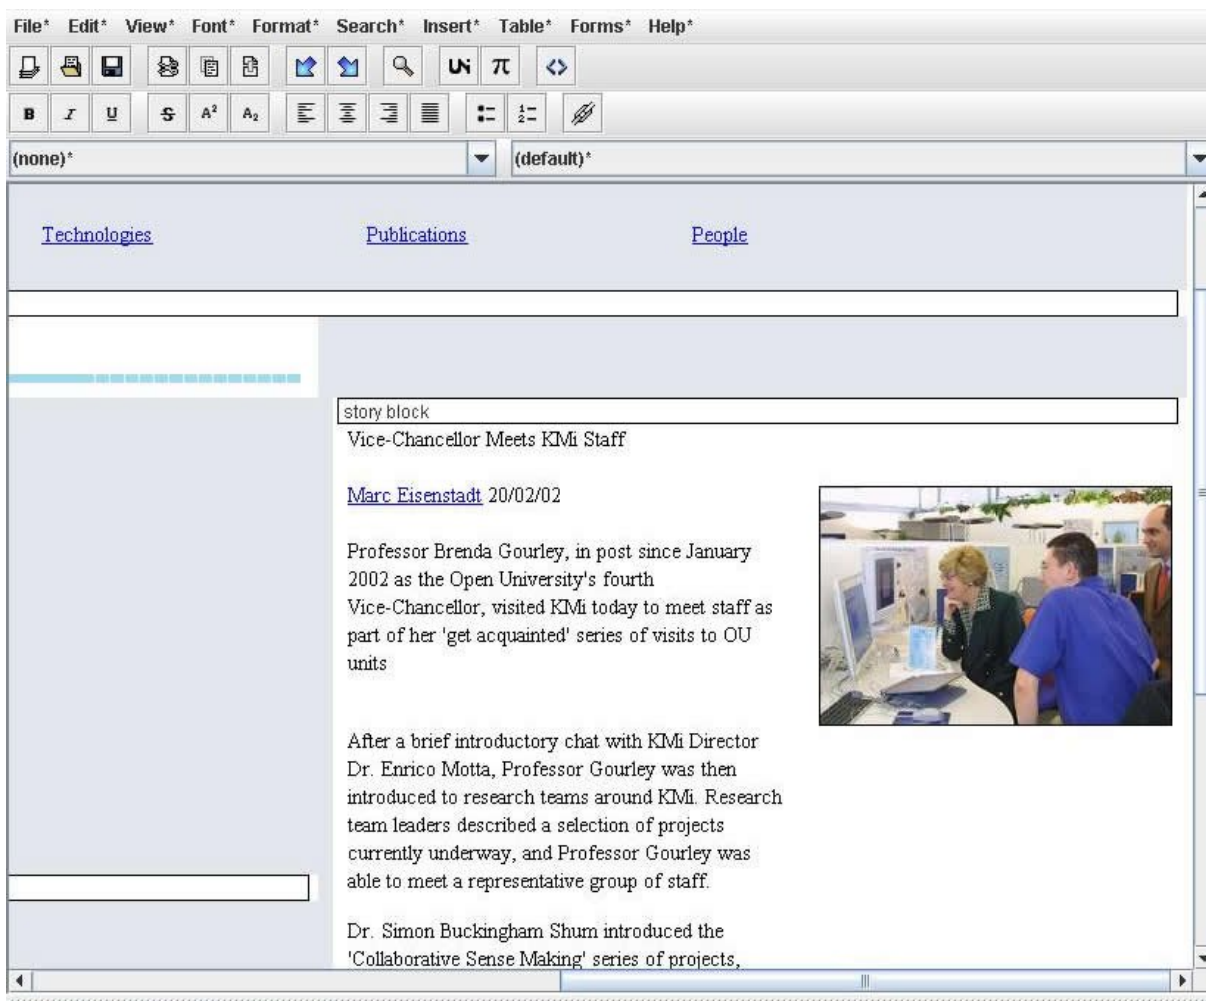 File* Edit* View* Font* Format* Search* Insert* Table* Forms* Help*
UNi π <>
B I U S A² A₂ 1 2
(none)* (default)*
Technologies Publications People
story block
Vice-Chancellor Meets KMi Staff
Marc Eisenstadt 20/02/02
Professor Brenda Gourley, in post since January
2002 as the Open University's fourth
Vice-Chancellor, visited KMi today to meet staff as
part of her 'get acquainted' series of visits to OU
units
After a brief introductory chat with KMi Director
Dr. Enrico Motta, Professor Gourley was then
introduced to research teams around KMi. Research
team leaders described a selection of projects
currently underway, and Professor Gourley was
able to meet a representative group of staff.
Dr. Simon Buckingham Shum introduced the
'Collaborative Sense Making' series of projects,